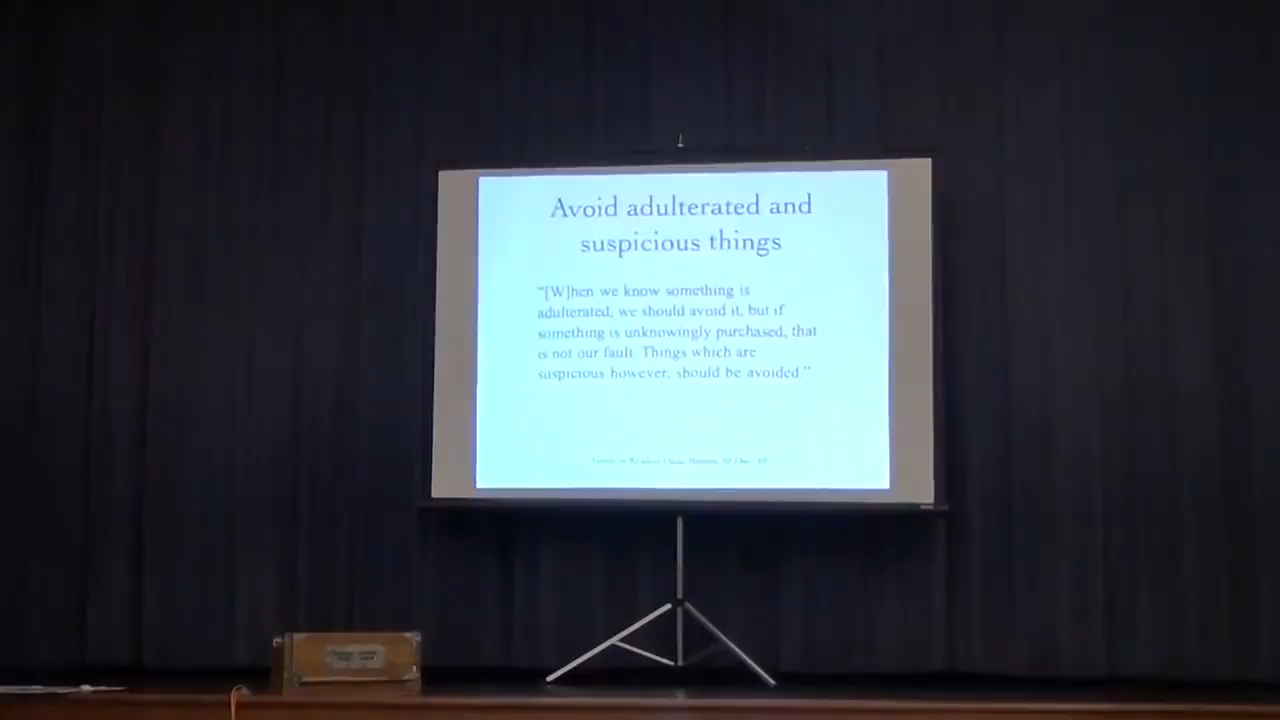 Avoid adulterated and
suspicious things
"[W]hen we know something is
adulterated, we should avoid it, but if
something is unknowingly purchased, that
is not our fault. Things which are
suspicious however, should be avoided."